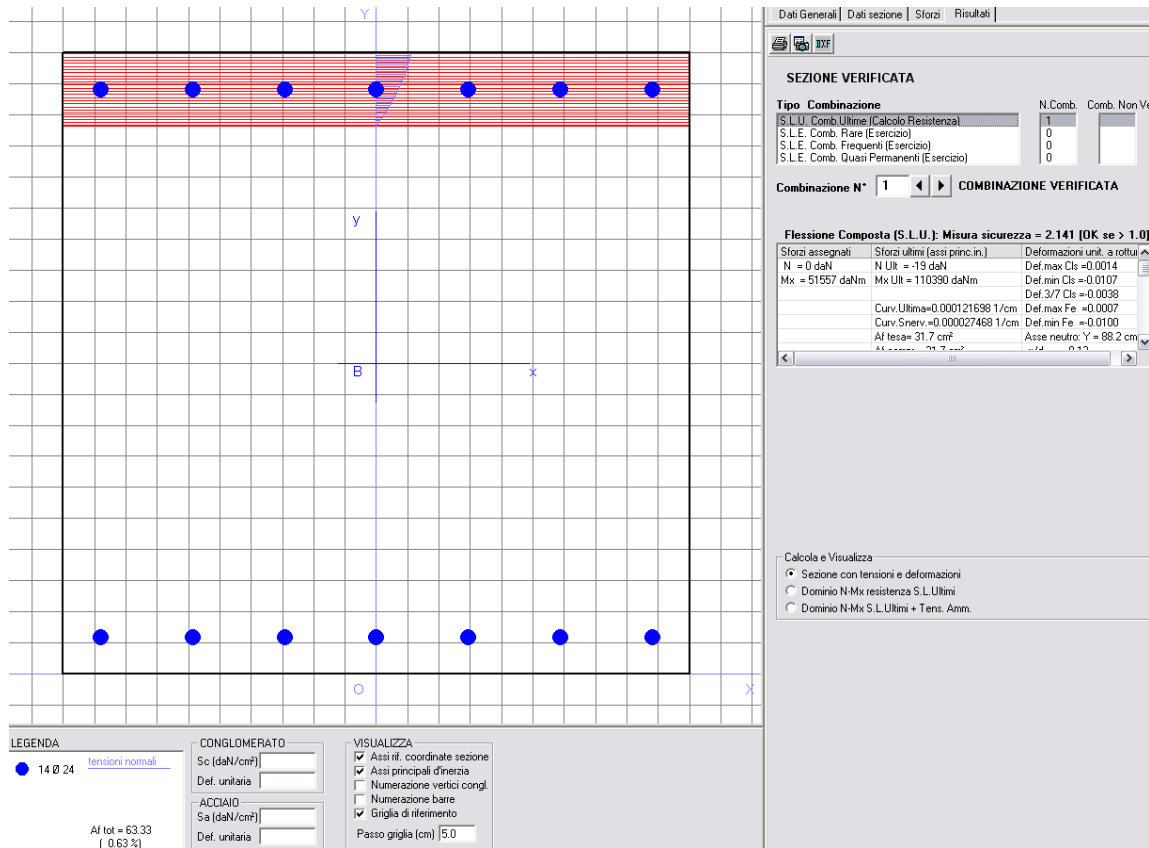 Y
y
B
x
O
X
Dati Generali
Dati sezione
Sforzi
Risultati
DXF
SEZIONE VERIFICATA
Tipo Combinazione N.Comb. Comb. Non Ve
S.L.U. Comb.Ultime (Calcolo Resistenza) 1
S.L.E. Comb. Rare (Esercizio) 0
S.L.E. Comb. Frequenti (Esercizio) 0
S.L.E. Comb. Quasi Permanenti (Esercizio) 0
Combinazione N° 1 COMBINAZIONE VERIFICATA
Flessione Composta (S.L.U.): Misura sicurezza = 2.141 [OK se > 1.0]
Sforzi assegnati Sforzi ultimi (assi princ.in.) Deformazioni unit. a rottur
N = 0 daN N Ult = -19 daN Def.max Cls =0.0014
Mx = 51557 daNm Mx Ult = 110390 daNm Def.min Cls =-0.0107
Def.3/7 Cls =-0.0038
Curv.Ultima=0.000121698 1/cm Def.max Fe =0.0007
Curv.Snerv.=0.000027468 1/cm Def.min Fe =-0.0100
Af tesa= 31.7 cm² Asse neutro: Y = 88.2 cm
Calcola e Visualizza
Sezione con tensioni e deformazioni
Dominio N-Mx resistenza S.L.Ultimi
Dominio N-Mx S.L.Ultimi + Tens. Amm.
LEGENDA
14 Ø 24
tensioni normali
Af tot = 63.33
( 0.63 %)
CONGLOMERATO
Sc (daN/cm²)
Def. unitaria
ACCIAIO
Sa (daN/cm²)
Def. unitaria
VISUALIZZA
Assi rif. coordinate sezione
Assi principali d'inerzia
Numerazione vertici congl.
Numerazione barre
Griglia di riferimento
Passo griglia (cm) 5.0